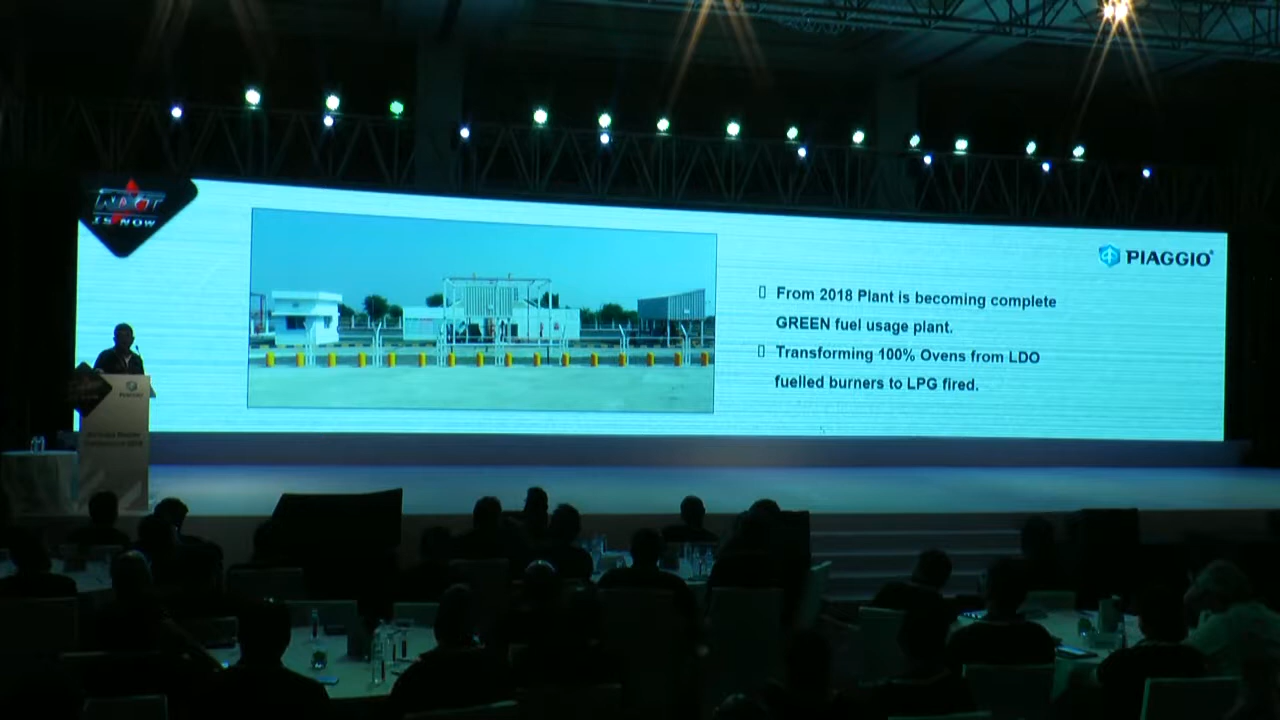 NEXT
IS NOW
PIAGGIO
From 2018 Plant is becoming complete
GREEN fuel usage plant.
Transforming 100% Ovens from LDO
fuelled burners to LPG fired.